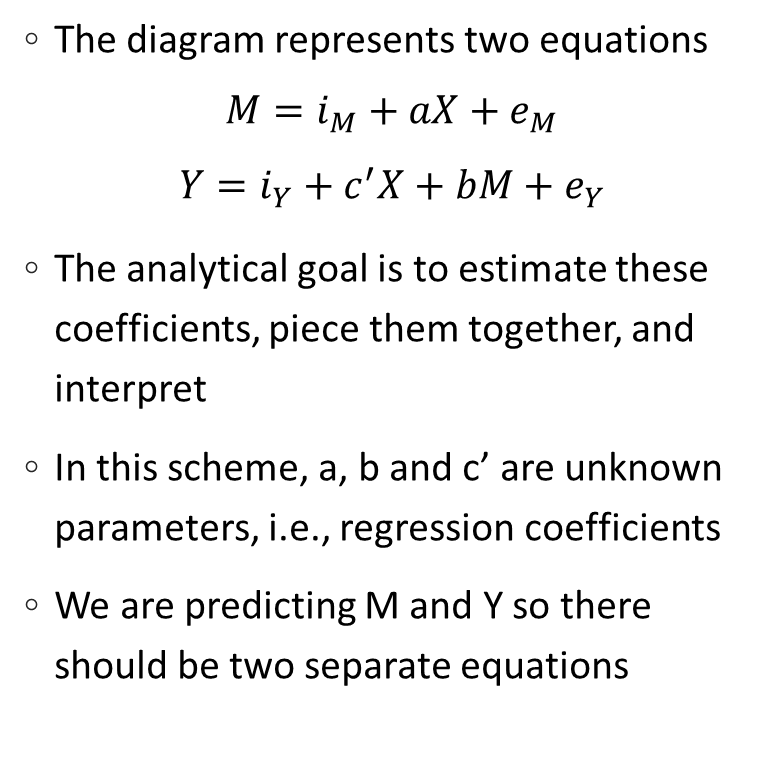 ◦ The diagram represents two equations
M = i_M + aX + e_M
Y = i_Y + c′X + bM + e_Y
◦ The analytical goal is to estimate these
coefficients, piece them together, and
interpret
◦ In this scheme, a, b and c’ are unknown
parameters, i.e., regression coefficients
◦ We are predicting M and Y so there
should be two separate equations